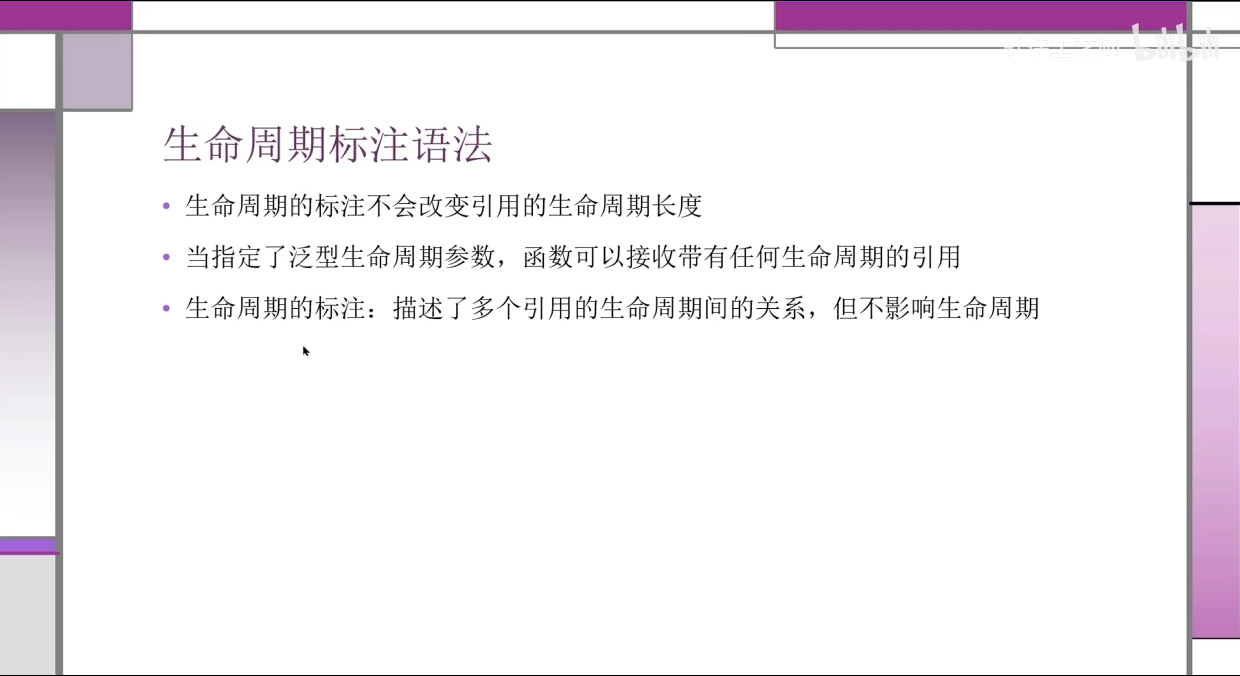 bilibili
生命周期标注语法
• 生命周期的标注不会改变引用的生命周期长度
• 当指定了泛型生命周期参数，函数可以接收带有任何生命周期的引用
• 生命周期的标注：描述了多个引用的生命周期间的关系，但不影响生命周期